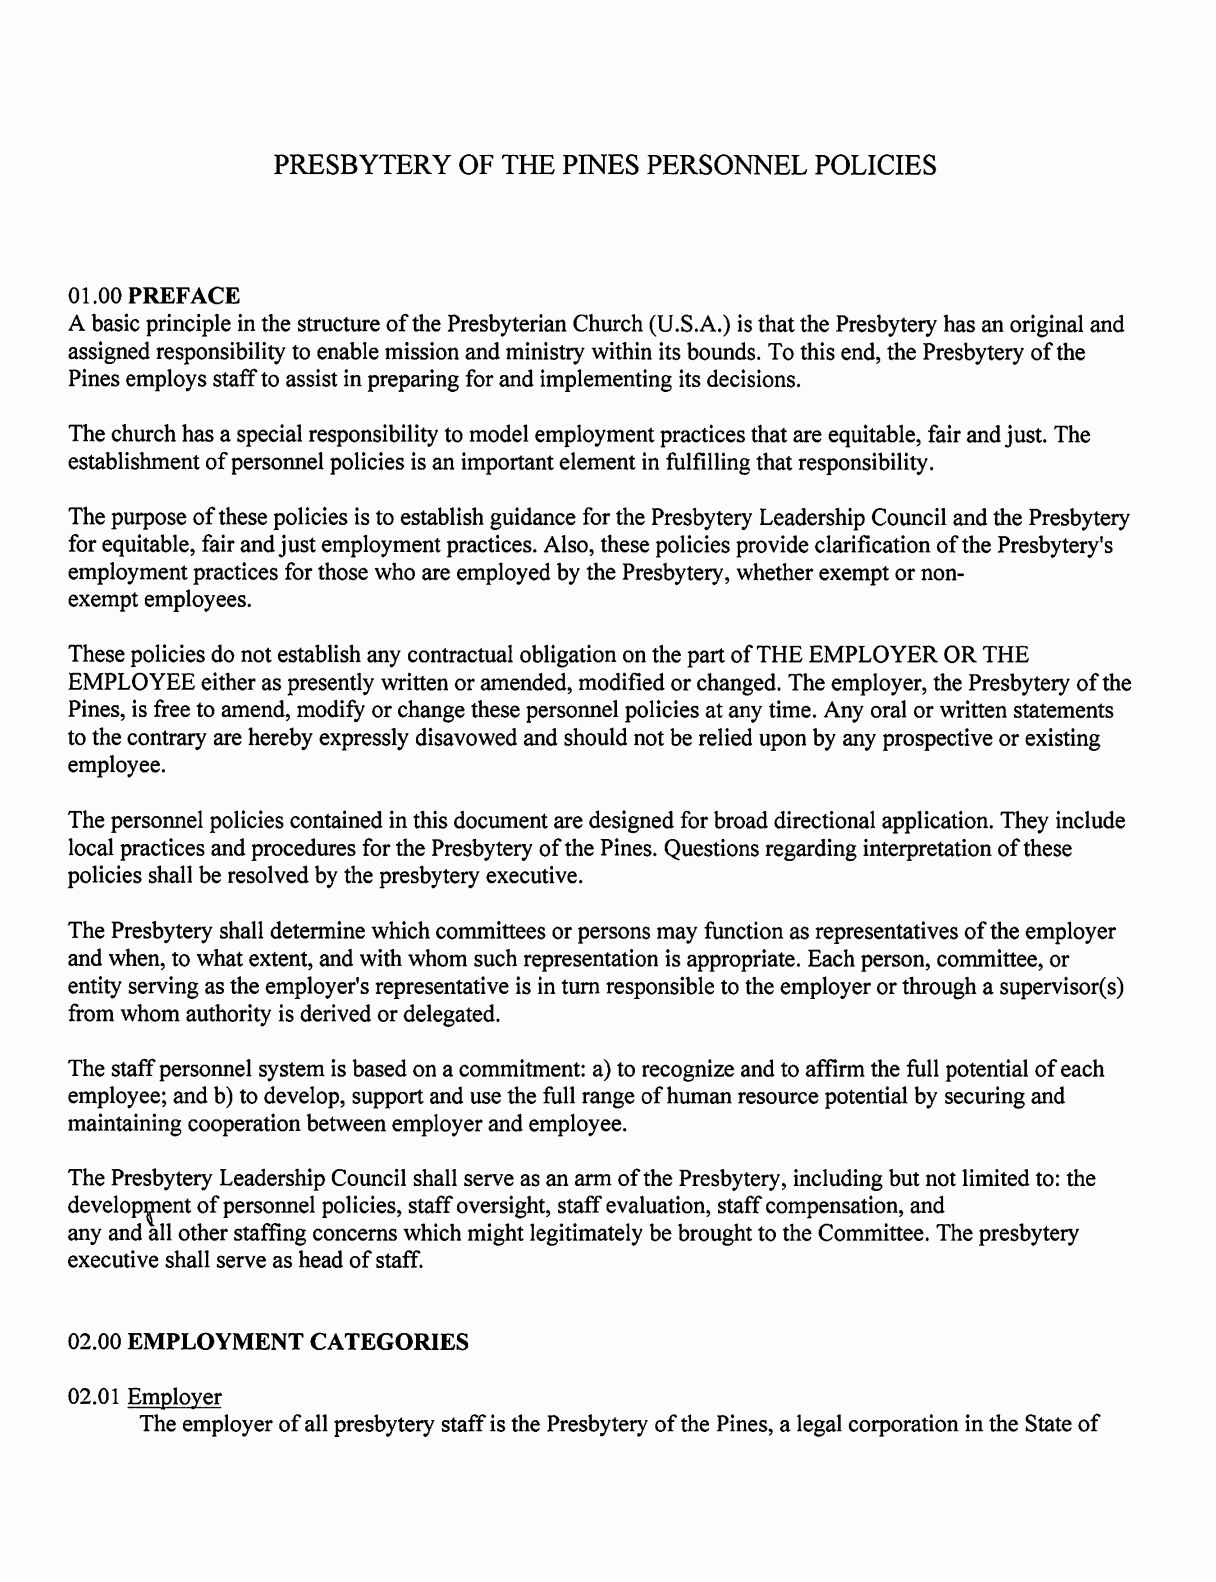 PRESBYTERY OF THE PINES PERSONNEL POLICIES
01.00 PREFACE
A basic principle in the structure of the Presbyterian Church (U.S.A.) is that the Presbytery has an original and
assigned responsibility to enable mission and ministry within its bounds. To this end, the Presbytery of the
Pines employs staff to assist in preparing for and implementing its decisions.
The church has a special responsibility to model employment practices that are equitable, fair and just. The
establishment of personnel policies is an important element in fulfilling that responsibility.
The purpose of these policies is to establish guidance for the Presbytery Leadership Council and the Presbytery
for equitable, fair and just employment practices. Also, these policies provide clarification of the Presbytery's
employment practices for those who are employed by the Presbytery, whether exempt or non-
exempt employees.
These policies do not establish any contractual obligation on the part of THE EMPLOYER OR THE
EMPLOYEE either as presently written or amended, modified or changed. The employer, the Presbytery of the
Pines, is free to amend, modify or change these personnel policies at any time. Any oral or written statements
to the contrary are hereby expressly disavowed and should not be relied upon by any prospective or existing
employee.
The personnel policies contained in this document are designed for broad directional application. They include
local practices and procedures for the Presbytery of the Pines. Questions regarding interpretation of these
policies shall be resolved by the presbytery executive.
The Presbytery shall determine which committees or persons may function as representatives of the employer
and when, to what extent, and with whom such representation is appropriate. Each person, committee, or
entity serving as the employer's representative is in turn responsible to the employer or through a supervisor(s)
from whom authority is derived or delegated.
The staff personnel system is based on a commitment: a) to recognize and to affirm the full potential of each
employee; and b) to develop, support and use the full range of human resource potential by securing and
maintaining cooperation between employer and employee.
The Presbytery Leadership Council shall serve as an arm of the Presbytery, including but not limited to: the
development of personnel policies, staff oversight, staff evaluation, staff compensation, and
any and all other staffing concerns which might legitimately be brought to the Committee. The presbytery
executive shall serve as head of staff.
02.00 EMPLOYMENT CATEGORIES
02.01 Employer
The employer of all presbytery staff is the Presbytery of the Pines, a legal corporation in the State of